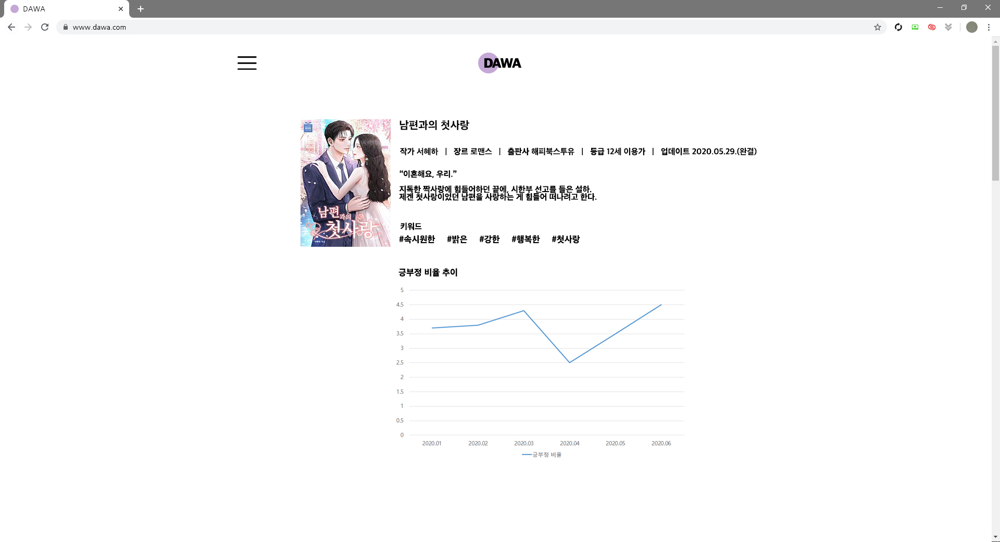 DAWA
www.dawa.com
DAWA
남편과의 첫사랑
작가 서혜하 | 장르 로맨스 | 출판사 해피북스투유 | 등급 12세 이용가 | 업데이트 2020.05.29.(완결)
“이혼해요, 우리.”
지독한 짝사랑에 힘들어하던 끝에, 시한부 선고를 들은 설하.
제겐 첫사랑이었던 남편을 사랑하는 게 힘들어 떠나려고 한다.
남편과의
첫사랑
서혜하 지음
키워드
#속시원한 #밝은 #강한 #행복한 #첫사랑
긍부정 비율 추이
5
4.5
4
3.5
3
2.5
2
1.5
1
0.5
0
2020.01 2020.02 2020.03 2020.04 2020.05 2020.06
긍부정 비율